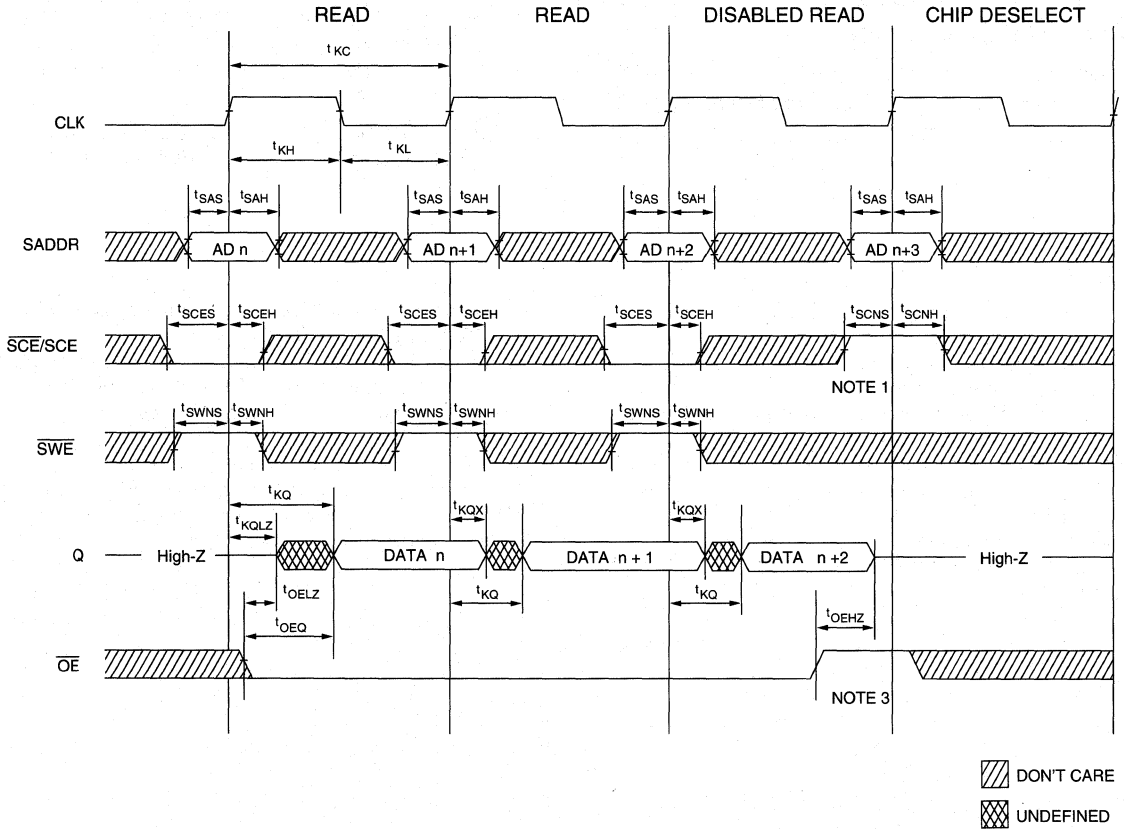 READ READ DISABLED READ CHIP DESELECT
tKC
CLK
tKH tKL
tSAS tSAH tSAS tSAH tSAS tSAH tSAS tSAH
SADDR AD n AD n+1 AD n+2 AD n+3
tSCES tSCEH tSCES tSCEH tSCES tSCEH tSCNS tSCNH
SCE/SCE
NOTE 1
tSWNS tSWNH tSWNS tSWNH tSWNS tSWNH
SWE
tKQ
tKQLZ tKQX tKQX
Q High-Z DATA n DATA n + 1 DATA n +2 High-Z
tOELZ tKQ tKQ
tOEQ tOEHZ
OE
NOTE 3
DON'T CARE
UNDEFINED